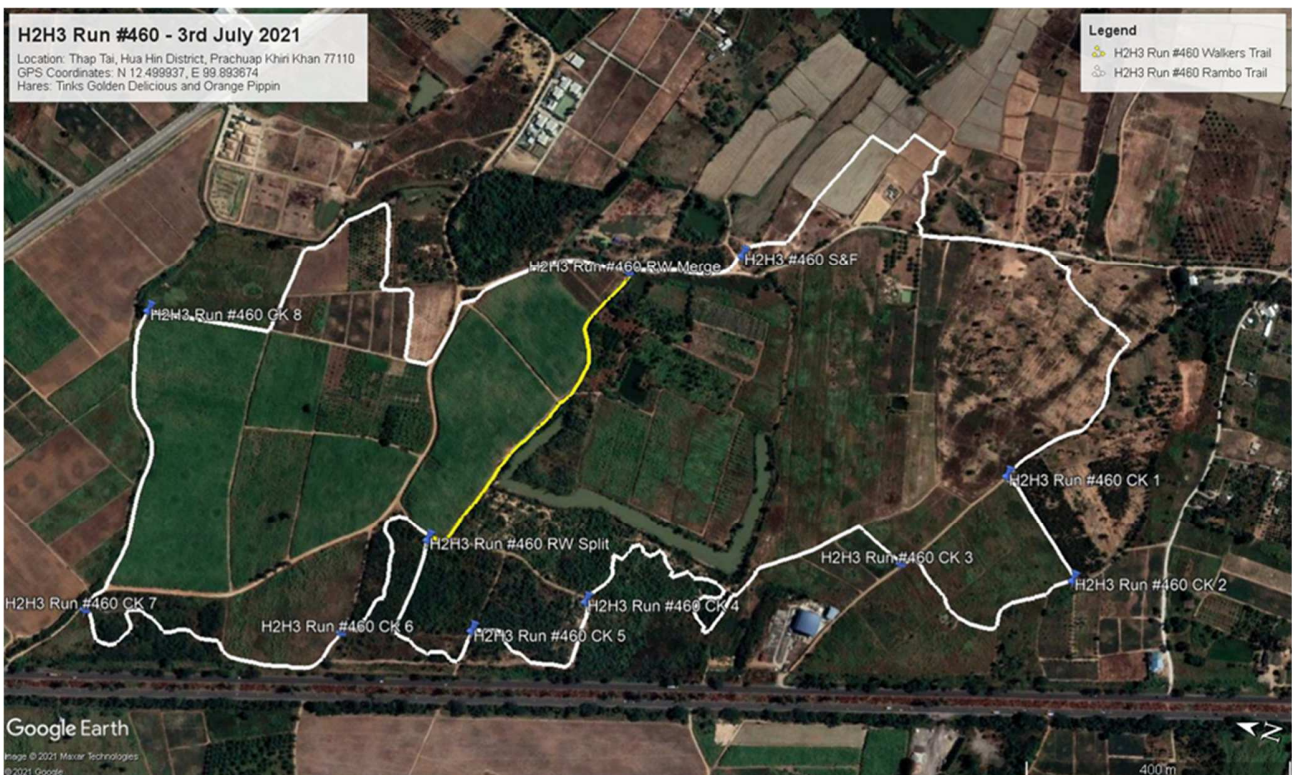 H2H3 Run #460 - 3rd July 2021
Location: Thap Tai, Hua Hin District, Prachuap Khiri Khan 77110
GPS Coordinates: N 12.499937, E 99.893674
Hares: Tinks Golden Delicious and Orange Pippin
Legend
H2H3 Run #460 Walkers Trail
H2H3 Run #460 Rambo Trail
H2H3 Run #460 RW Merge
H2H3 #460 S&F
H2H3 Run #460 CK 8
H2H3 Run #460 CK 1
H2H3 Run #460 RW Split
H2H3 Run #460 CK 3
H2H3 Run #460 CK 2
H2H3 Run #460 CK 7
H2H3 Run #460 CK 4
H2H3 Run #460 CK 6
H2H3 Run #460 CK 5
Google Earth
Image © 2021 Maxar Technologies
© 2021 Google
N
400 m